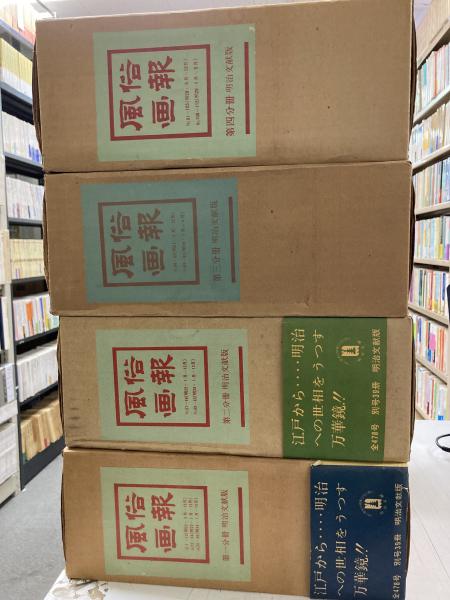 風俗
画報
第四分冊 明治文献版
風俗
画報
第三分冊 明治文献版
風俗
画報
第二分冊 明治文献版
江戸から‥‥明治
への世相をうつす
万華鏡!!
全478号 別号39冊 明治文献版
風俗
画報
第一分冊 明治文献版
江戸から‥‥明治
への世相をうつす
万華鏡!!
全478号 別号39冊 明治文献版